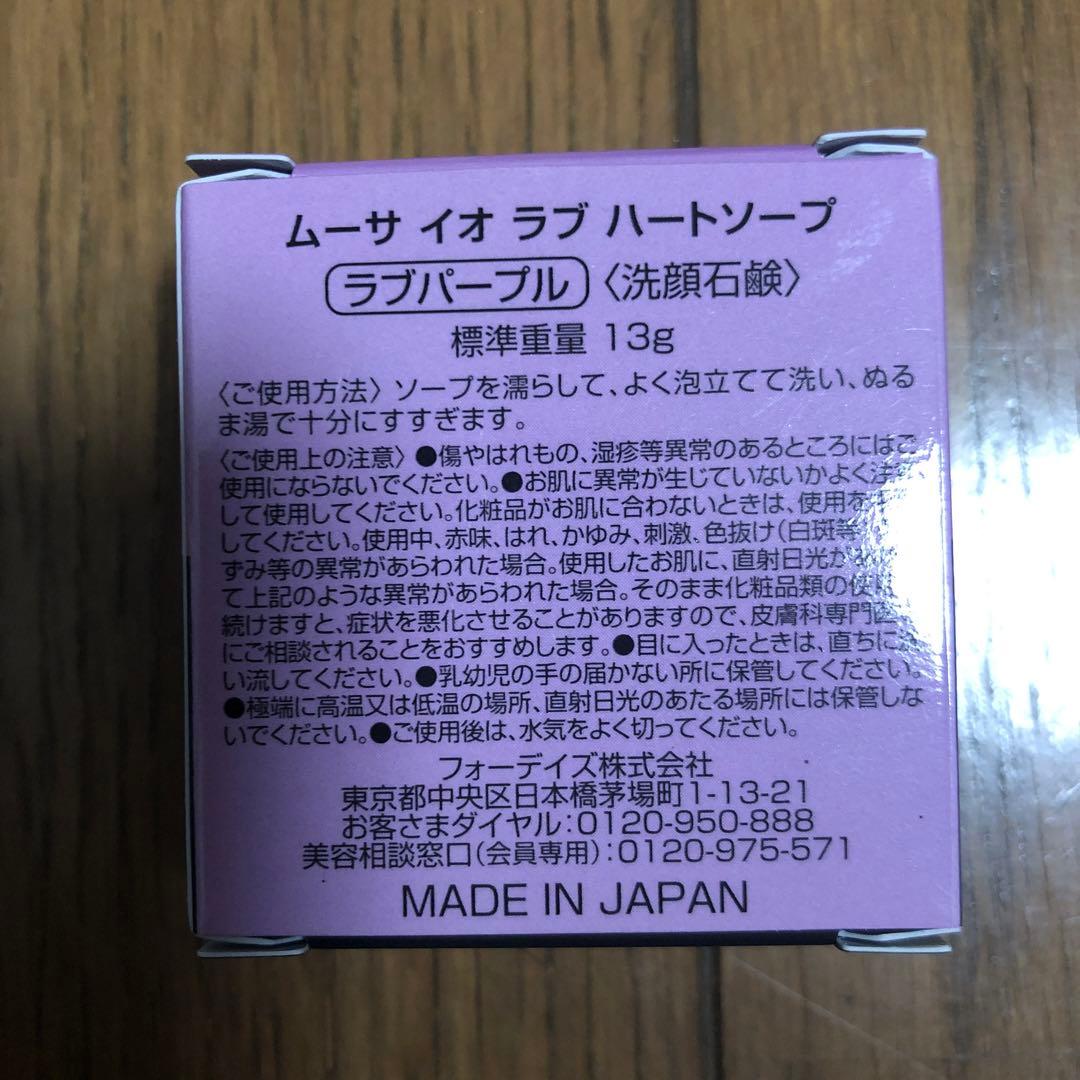 ムーサ イオ ラブ ハートソープ
ラブパープル 〈洗顔石鹸〉
標準重量 13g
〈ご使用方法〉 ソープを濡らして、よく泡立てて洗い、ぬる
ま湯で十分にすすぎます。
〈ご使用上の注意〉 ●傷やはれもの、湿疹等異常のあるところにはご
使用にならないでください。●お肌に異常が生じていないかよく注意
して使用してください。化粧品がお肌に合わないときは、使用を
してください。使用中、赤味、はれ、かゆみ、刺激、色抜け(白斑等
ずみ等の異常があらわれた場合。使用したお肌に、直射日光が
て上記のような異常があらわれた場合。そのまま化粧品類の使用
続けますと、症状を悪化させることがありますので、皮膚科専門医
にご相談されることをおすすめします。●目に入ったときは、直ちに
い流してください。●乳幼児の手の届かない所に保管してください。
●極端に高温又は低温の場所、直射日光のあたる場所には保管しな
いでください。●ご使用後は、水気をよく切ってください。
フォーデイズ株式会社
東京都中央区日本橋茅場町1-13-21
お客さまダイヤル:0120-950-888
美容相談窓口(会員専用):0120-975-571
MADE IN JAPAN